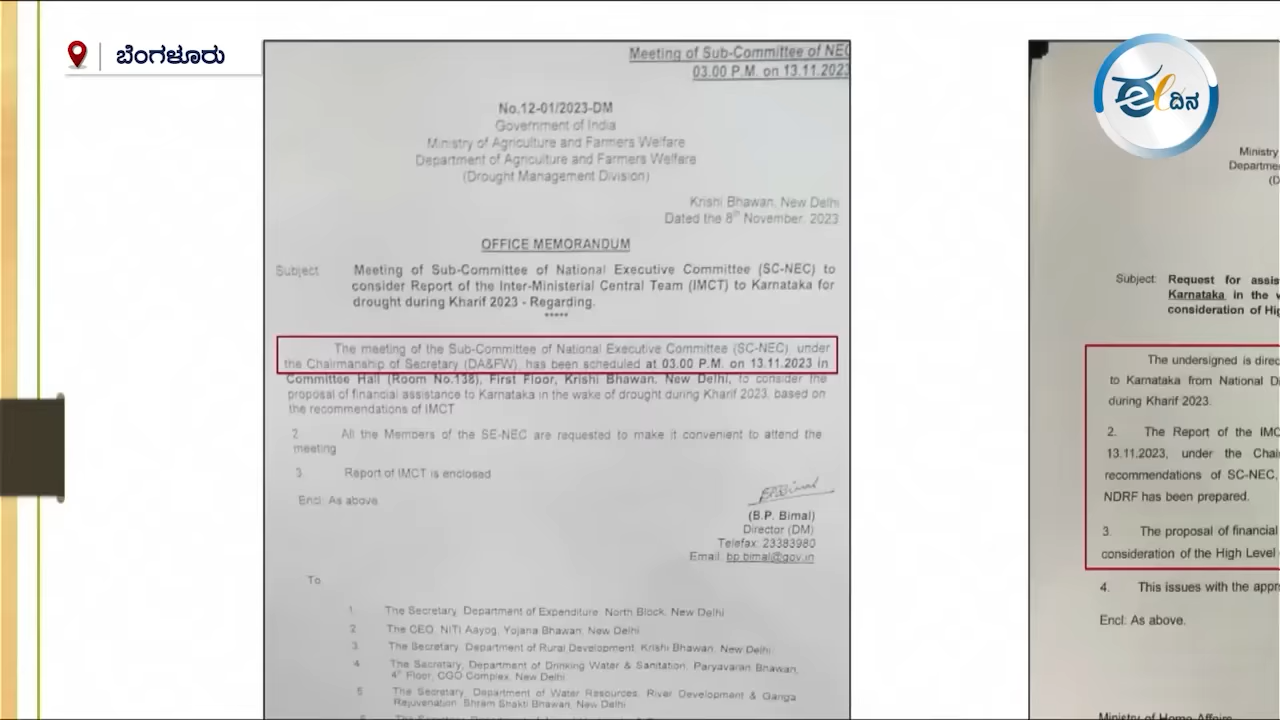 ಬೆಂಗಳೂರು
ದಿನ
Meeting of Sub-Committee of NEC
03.00 P.M. on 13.11.2023
No.12-01/2023-DM
Government of India
Ministry of Agriculture and Farmers Welfare
Department of Agriculture and Farmers Welfare
(Drought Management Division)
Krishi Bhawan, New Delhi
Dated the 8th November, 2023
OFFICE MEMORANDUM
Subject Meeting of Sub-Committee of National Executive Committee (SC-NEC) to
consider Report of the Inter-Ministerial Central Team (IMCT) to Karnataka for
drought during Kharif 2023 - Regarding.
*****
The meeting of the Sub-Committee of National Executive Committee (SC-NEC) under
the Chairmanship of Secretary (DA&FW), has been scheduled at 03.00 P.M. on 13.11.2023 in
Committee Hall (Room No.138), First Floor, Krishi Bhawan, New Delhi, to consider the
proposal of financial assistance to Karnataka in the wake of drought during Kharif 2023, based on
the recommendations of IMCT
2. All the Members of the SE-NEC are requested to make it convenient to attend the
meeting
3. Report of IMCT is enclosed
Encl: As above
(B.P. Bimal)
Director (DM)
Telefax: 23383980
Email: bp.bimal@gov.in
To
1. The Secretary, Department of Expenditure, North Block, New Delhi
2. The CEO, NITI Aayog, Yojana Bhawan, New Delhi
3. The Secretary, Department of Rural Development, Krishi Bhawan, New Delhi
4. The Secretary, Department of Drinking Water & Sanitation, Paryavaran Bhawan,
4th Floor, CGO Complex, New Delhi
5. The Secretary, Department of Water Resources, River Development & Ganga
Rejuvenation, Shram Shakti Bhawan, New Delhi
Ministry
Departme
(D
Subject: Request for assis
Karnataka in the w
consideration of Hig
The undersigned is direc
to Karnataka from National D
during Kharif 2023.
2. The Report of the IMC
13.11.2023, under the Chai
recommendations of SC-NEC,
NDRF has been prepared.
3. The proposal of financial
consideration of the High Level
4. This issues with the appr
Encl: As above.
Ministry of Home Affairs